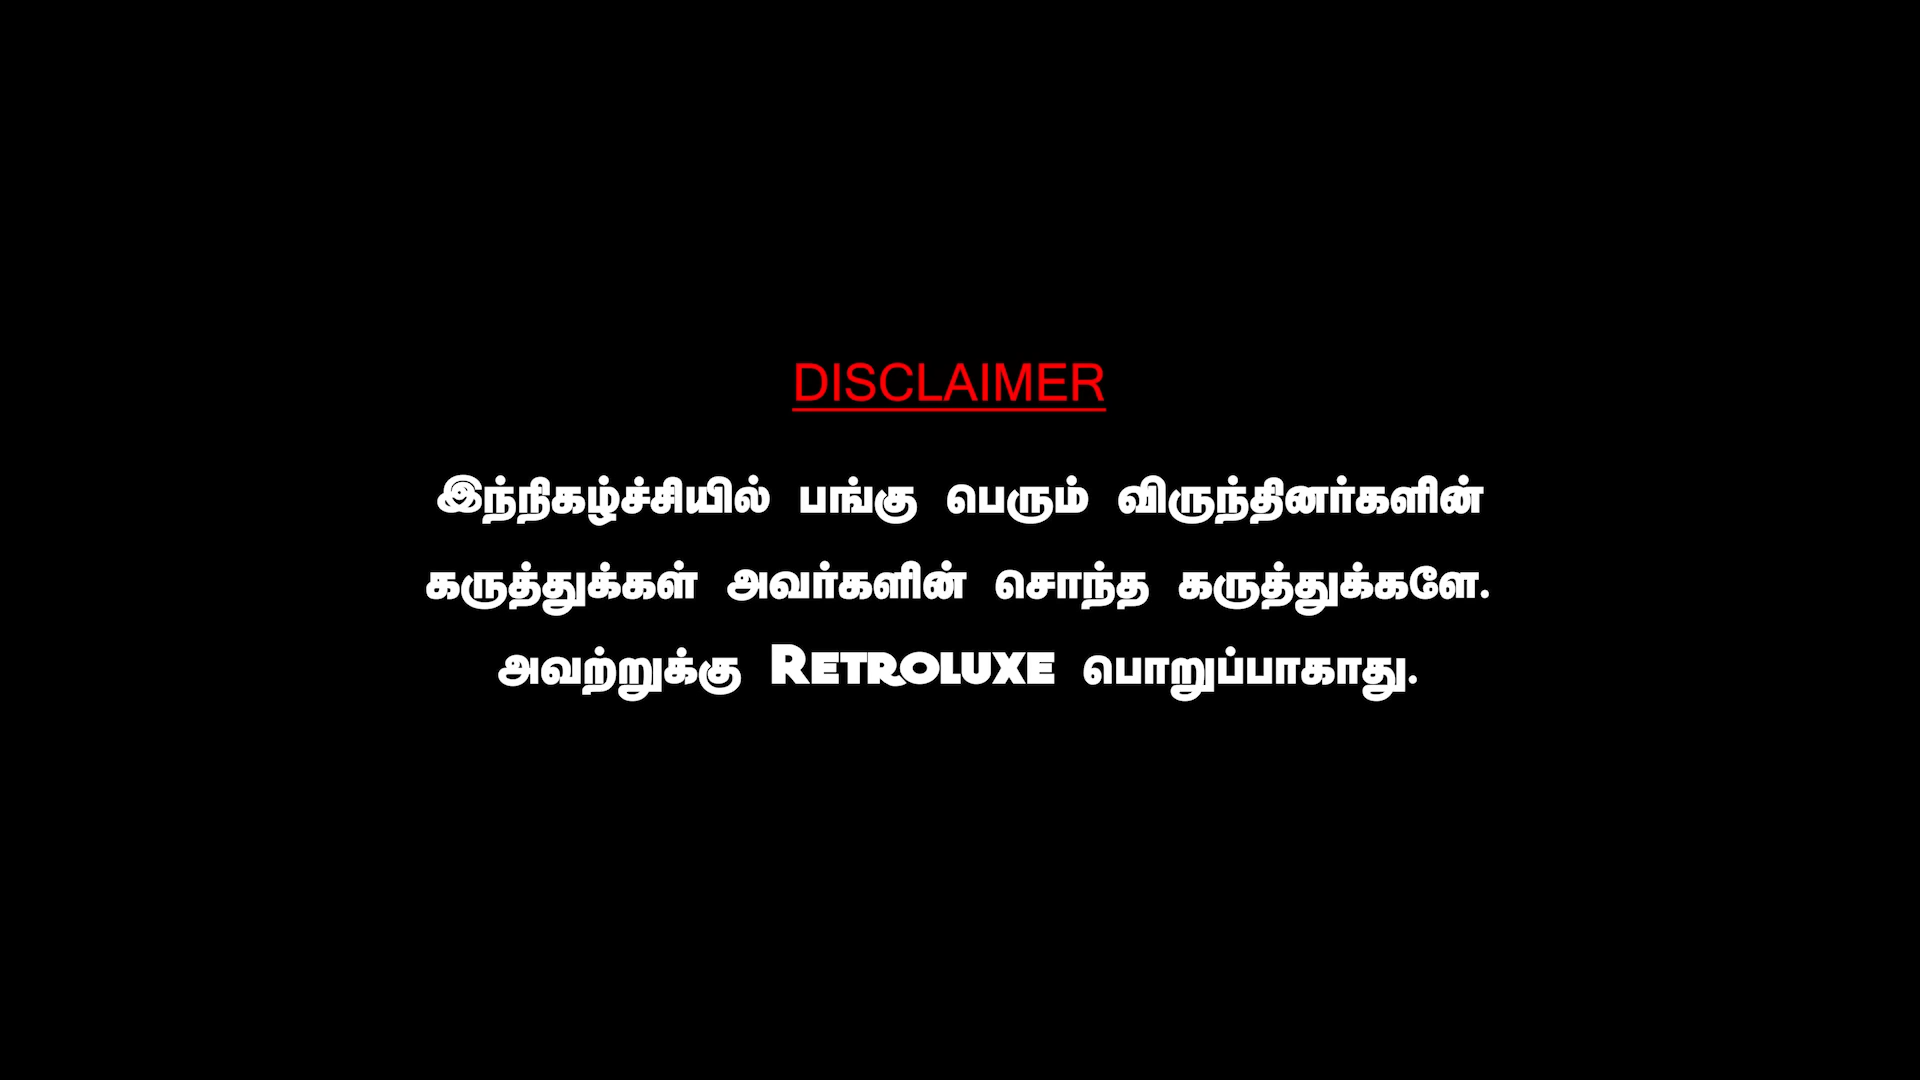 DISCLAIMER
இந்நிகழ்ச்சியில் பங்கு பெரும் விருந்தினர்களின்
கருத்துக்கள் அவர்களின் சொந்த கருத்துக்களே.
அவற்றுக்கு RETROLUXE பொறுப்பாகாது.